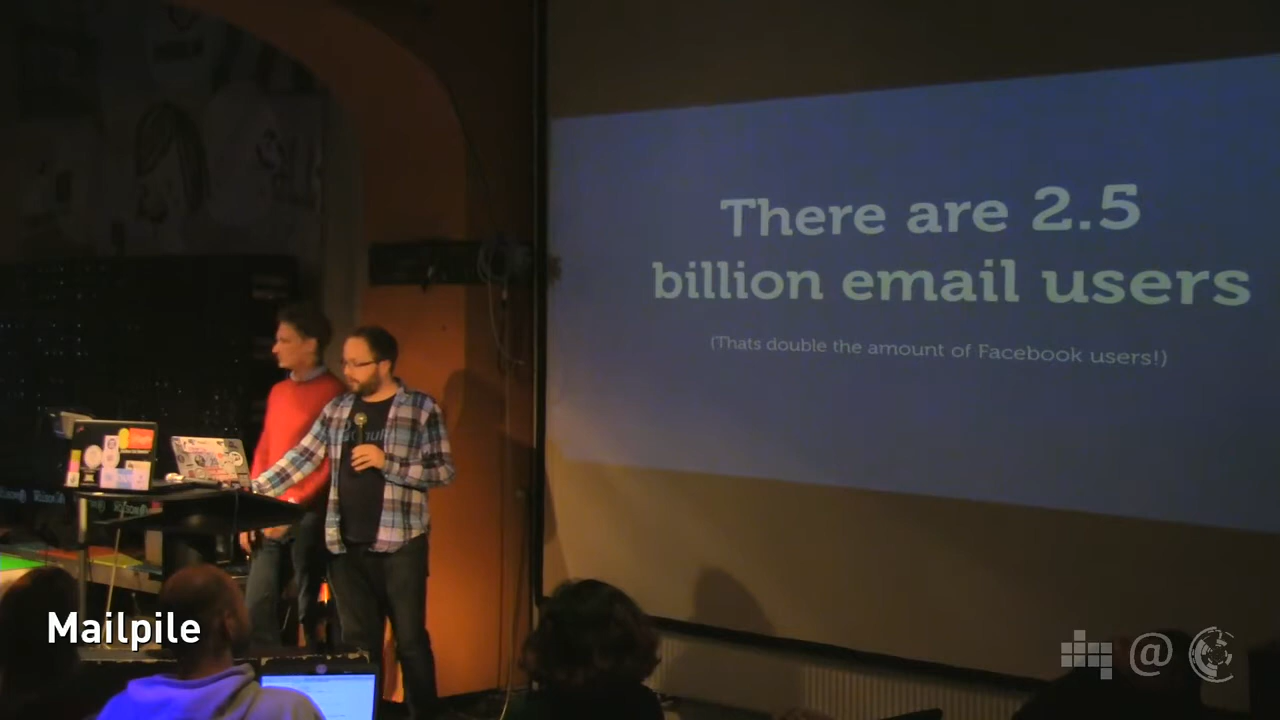 There are 2.5
billion email users
(Thats double the amount of Facebook users!)
Mailpile
@